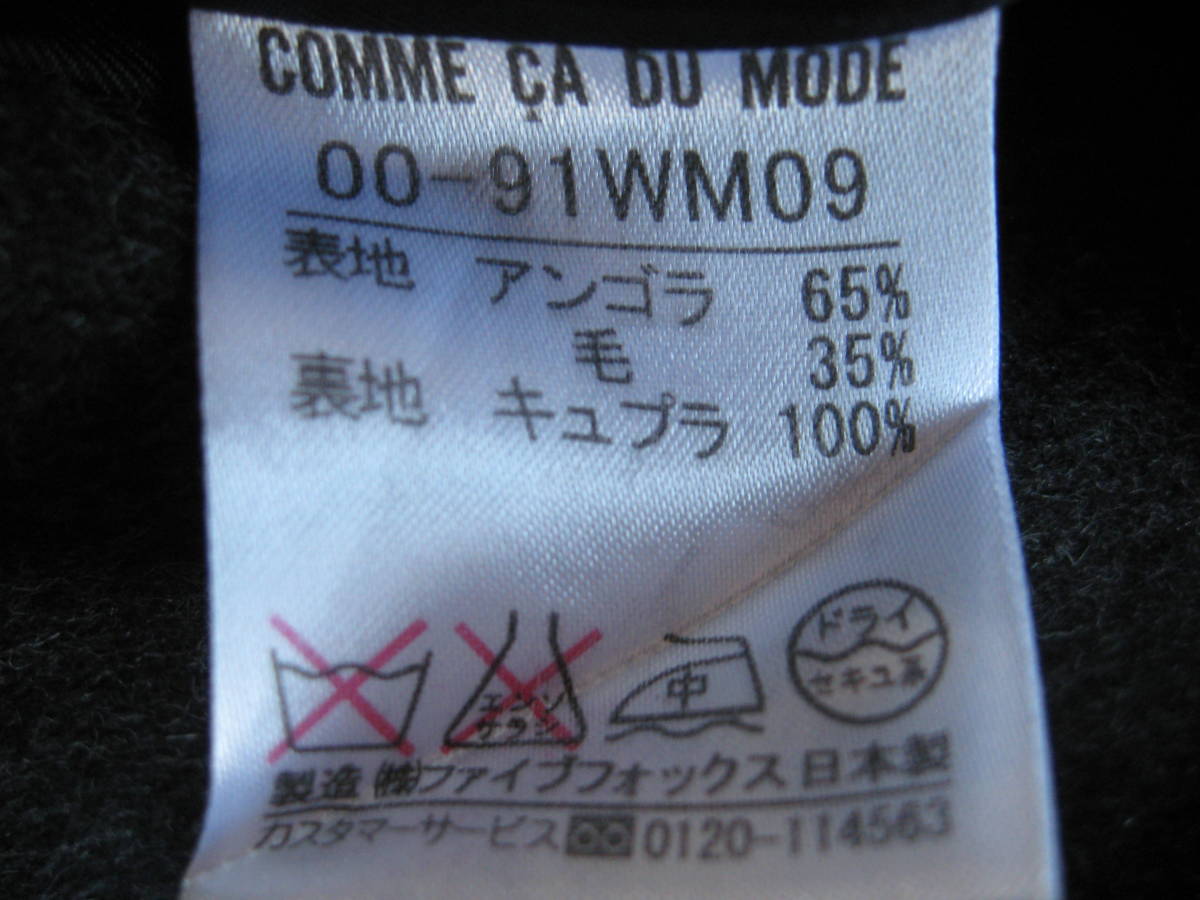 COMME ÇA DU MODE
00-91WM09
表地 アンゴラ 65%
毛 35%
裏地 キュプラ 100%
エンソ
サラシ
中
ドライ
セキユ系
製造 ㈱ファイブフォックス 日本製
カスタマーサービス 0120-114563